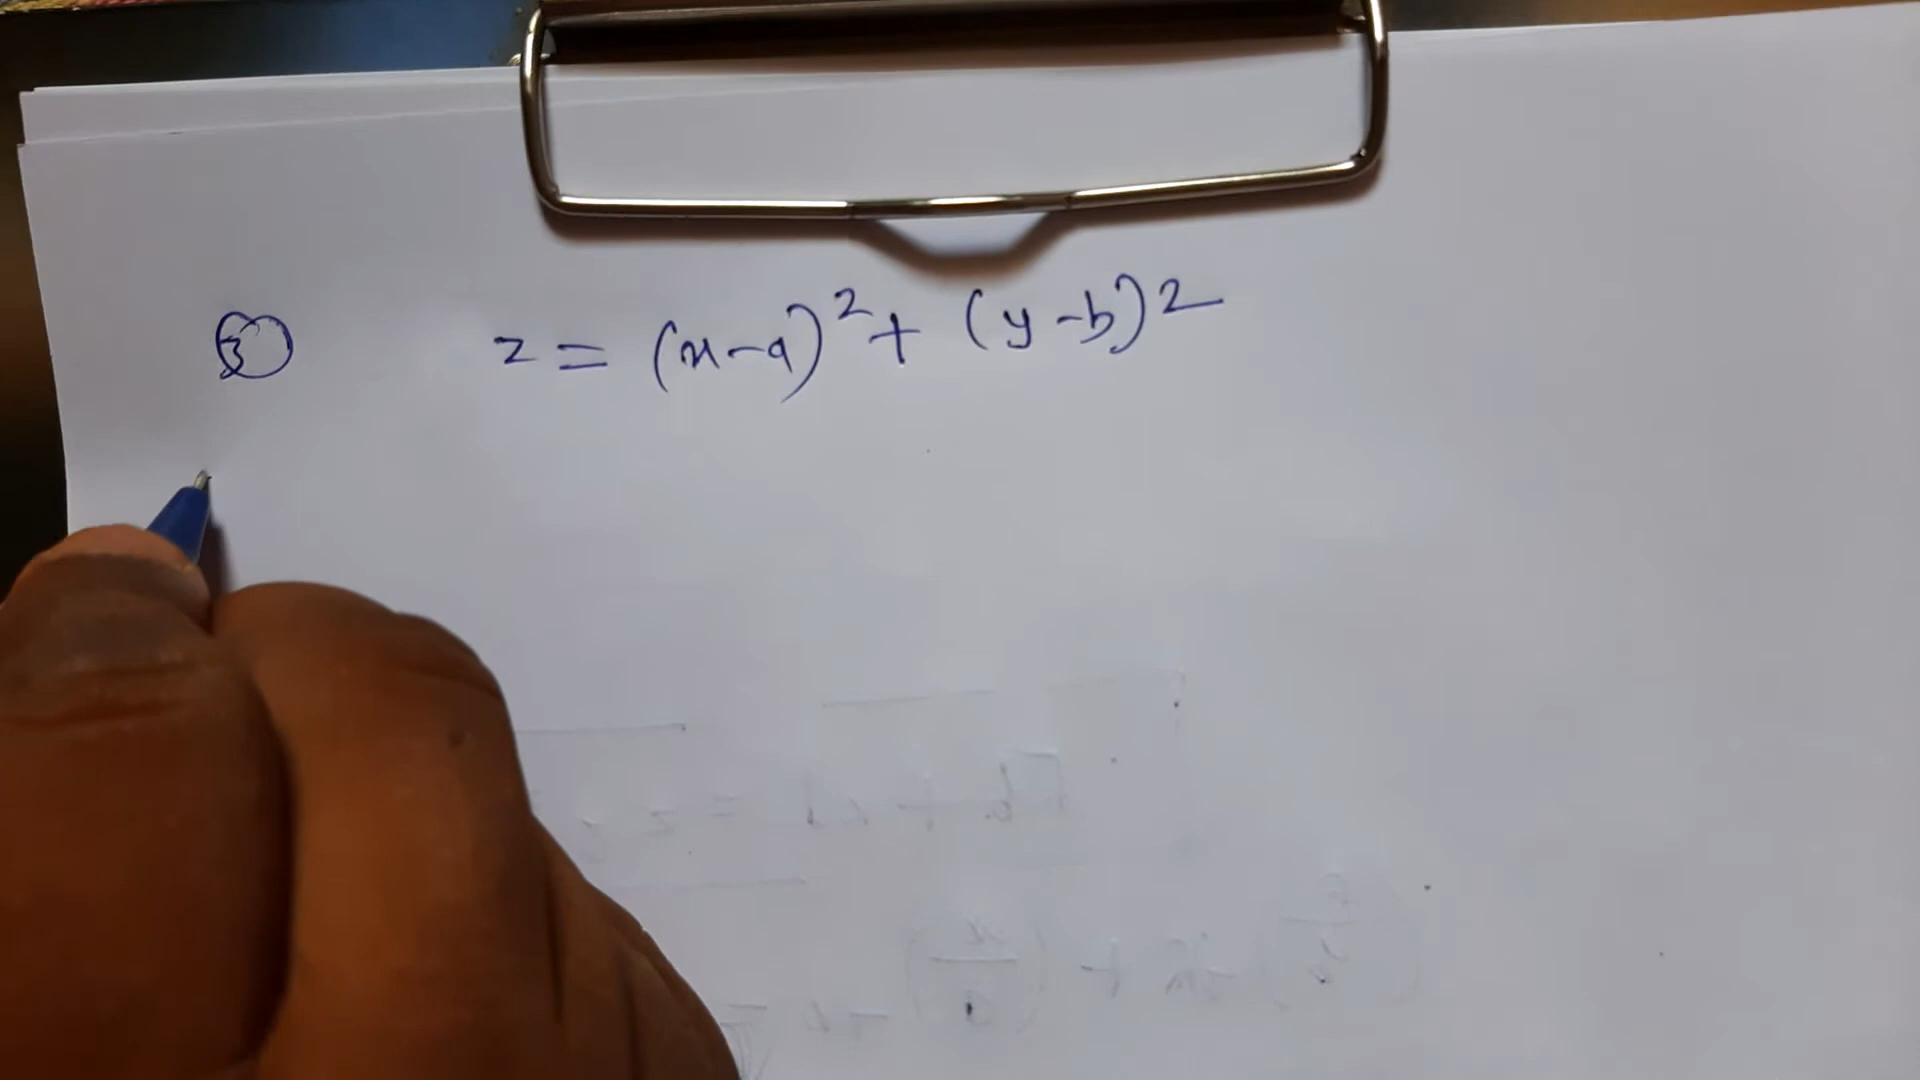 ③ z = (x-a)² + (y-b)²